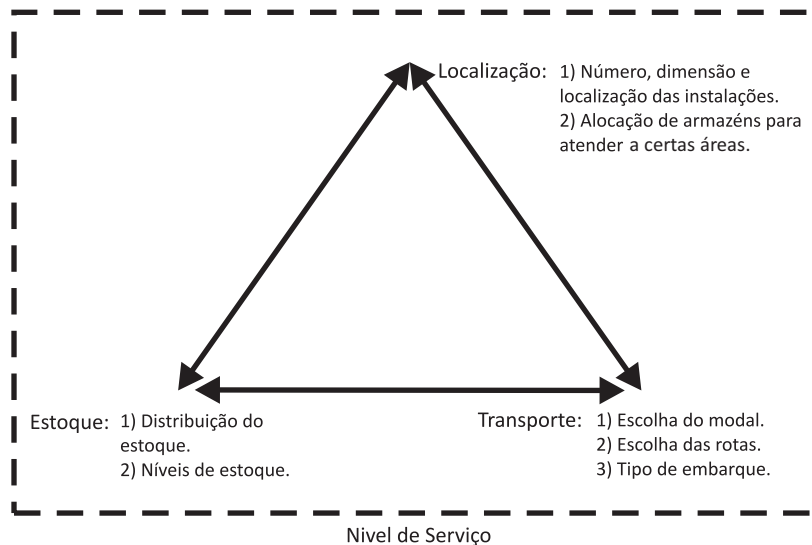 Localização: 1) Número, dimensão e
localização das instalações.
2) Alocação de armazéns para
atender a certas áreas.
Estoque: 1) Distribuição do
estoque.
2) Níveis de estoque.
Transporte: 1) Escolha do modal.
2) Escolha das rotas.
3) Tipo de embarque.
Nivel de Serviço